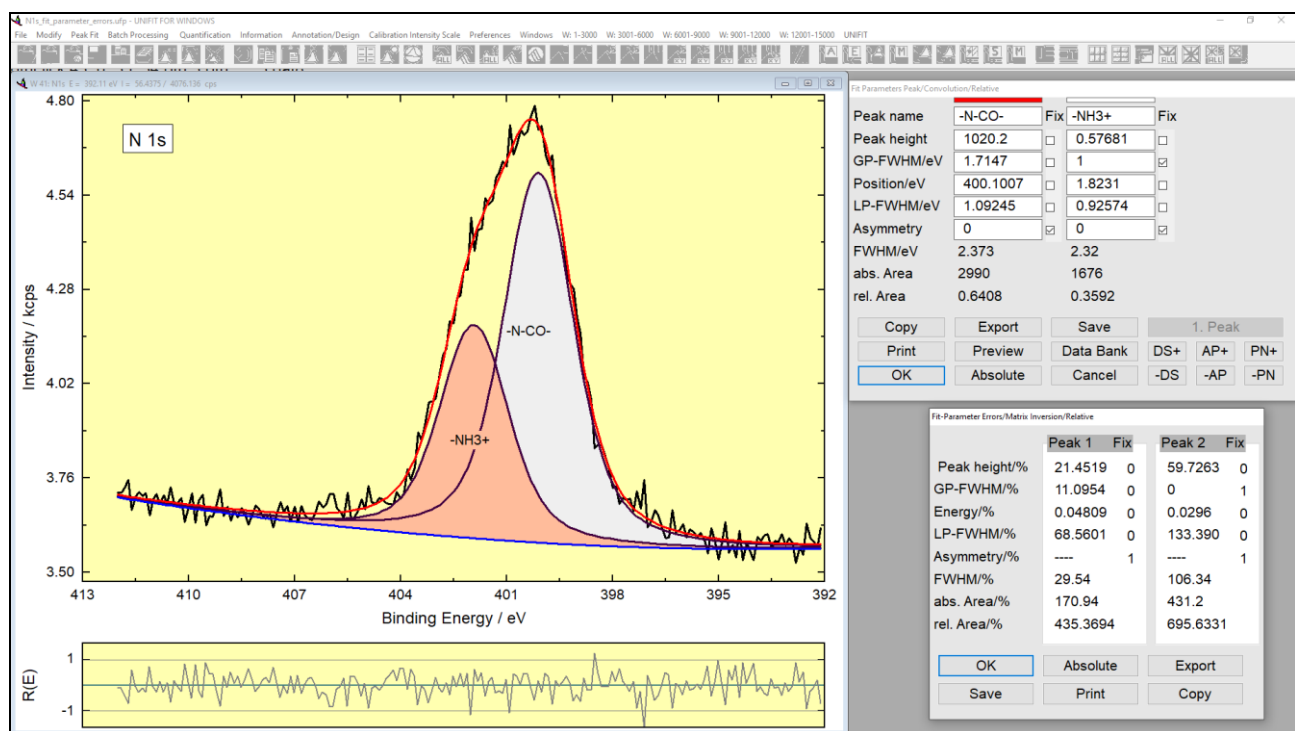 N1s_fit_parameter_errors.ufp - UNIFIT FOR WINDOWS
File Modify Peak Fit Batch Processing Quantification Information Annotation/Design Calibration Intensity Scale Preferences Windows W: 1-3000 W: 3001-6000 W: 6001-9000 W: 9001-12000 W: 12001-15000 UNIFIT
W 41: N1s E = 392.11 eV I = 56.4375 / 4076.136 cps
N 1s
4.80
4.54
4.28
4.02
3.76
3.50
Intensity / kcps
-N-CO-
-NH3+
413 410 407 404 401 398 395 392
Binding Energy / eV
R(E)
1
-1
Fit Parameters Peak/Convolution/Relative
Peak name -N-CO- Fix -NH3+ Fix
Peak height 1020.2 0.57681
GP-FWHM/eV 1.7147 1
Position/eV 400.1007 1.8231
LP-FWHM/eV 1.09245 0.92574
Asymmetry 0 0
FWHM/eV 2.373 2.32
abs. Area 2990 1676
rel. Area 0.6408 0.3592
Copy Export Save 1. Peak
Print Preview Data Bank DS+ AP+ PN+
OK Absolute Cancel -DS -AP -PN
Fit-Parameter Errors/Matrix Inversion/Relative
Peak 1 Fix Peak 2 Fix
Peak height/% 21.4519 0 59.7263 0
GP-FWHM/% 11.0954 0 0 1
Energy/% 0.04809 0 0.0296 0
LP-FWHM/% 68.5601 0 133.390 0
Asymmetry/% ---- 1 ---- 1
FWHM/% 29.54 106.34
abs. Area/% 170.94 431.2
rel. Area/% 435.3694 695.6331
OK Absolute Export
Save Print Copy